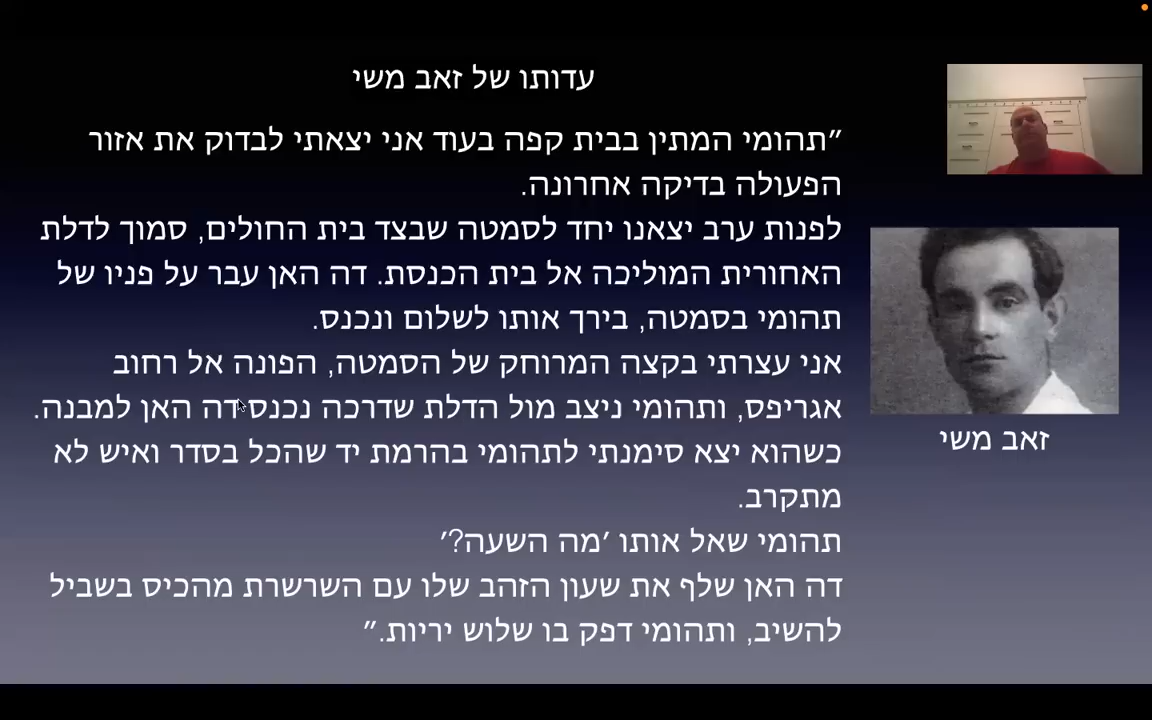 עדותו של זאב משי
״תהומי המתין בבית קפה בעוד אני יצאתי לבדוק את אזור
הפעולה בדיקה אחרונה.
לפנות ערב יצאנו יחד לסמטה שבצד בית החולים, סמוך לדלת
האחורית המוליכה אל בית הכנסת. דה האן עבר על פניו של
תהומי בסמטה, בירך אותו לשלום ונכנס.
אני עצרתי בקצה המרוחק של הסמטה, הפונה אל רחוב
אגריפס, ותהומי ניצב מול הדלת שדרכה נכנס דה האן למבנה.
כשהוא יצא סימנתי לתהומי בהרמת יד שהכל בסדר ואיש לא
מתקרב.
תהומי שאל אותו ׳מה השעה?׳
דה האן שלף את שעון הזהב שלו עם השרשרת מהכיס בשביל
להשיב, ותהומי דפק בו שלוש יריות.״
זאב משי